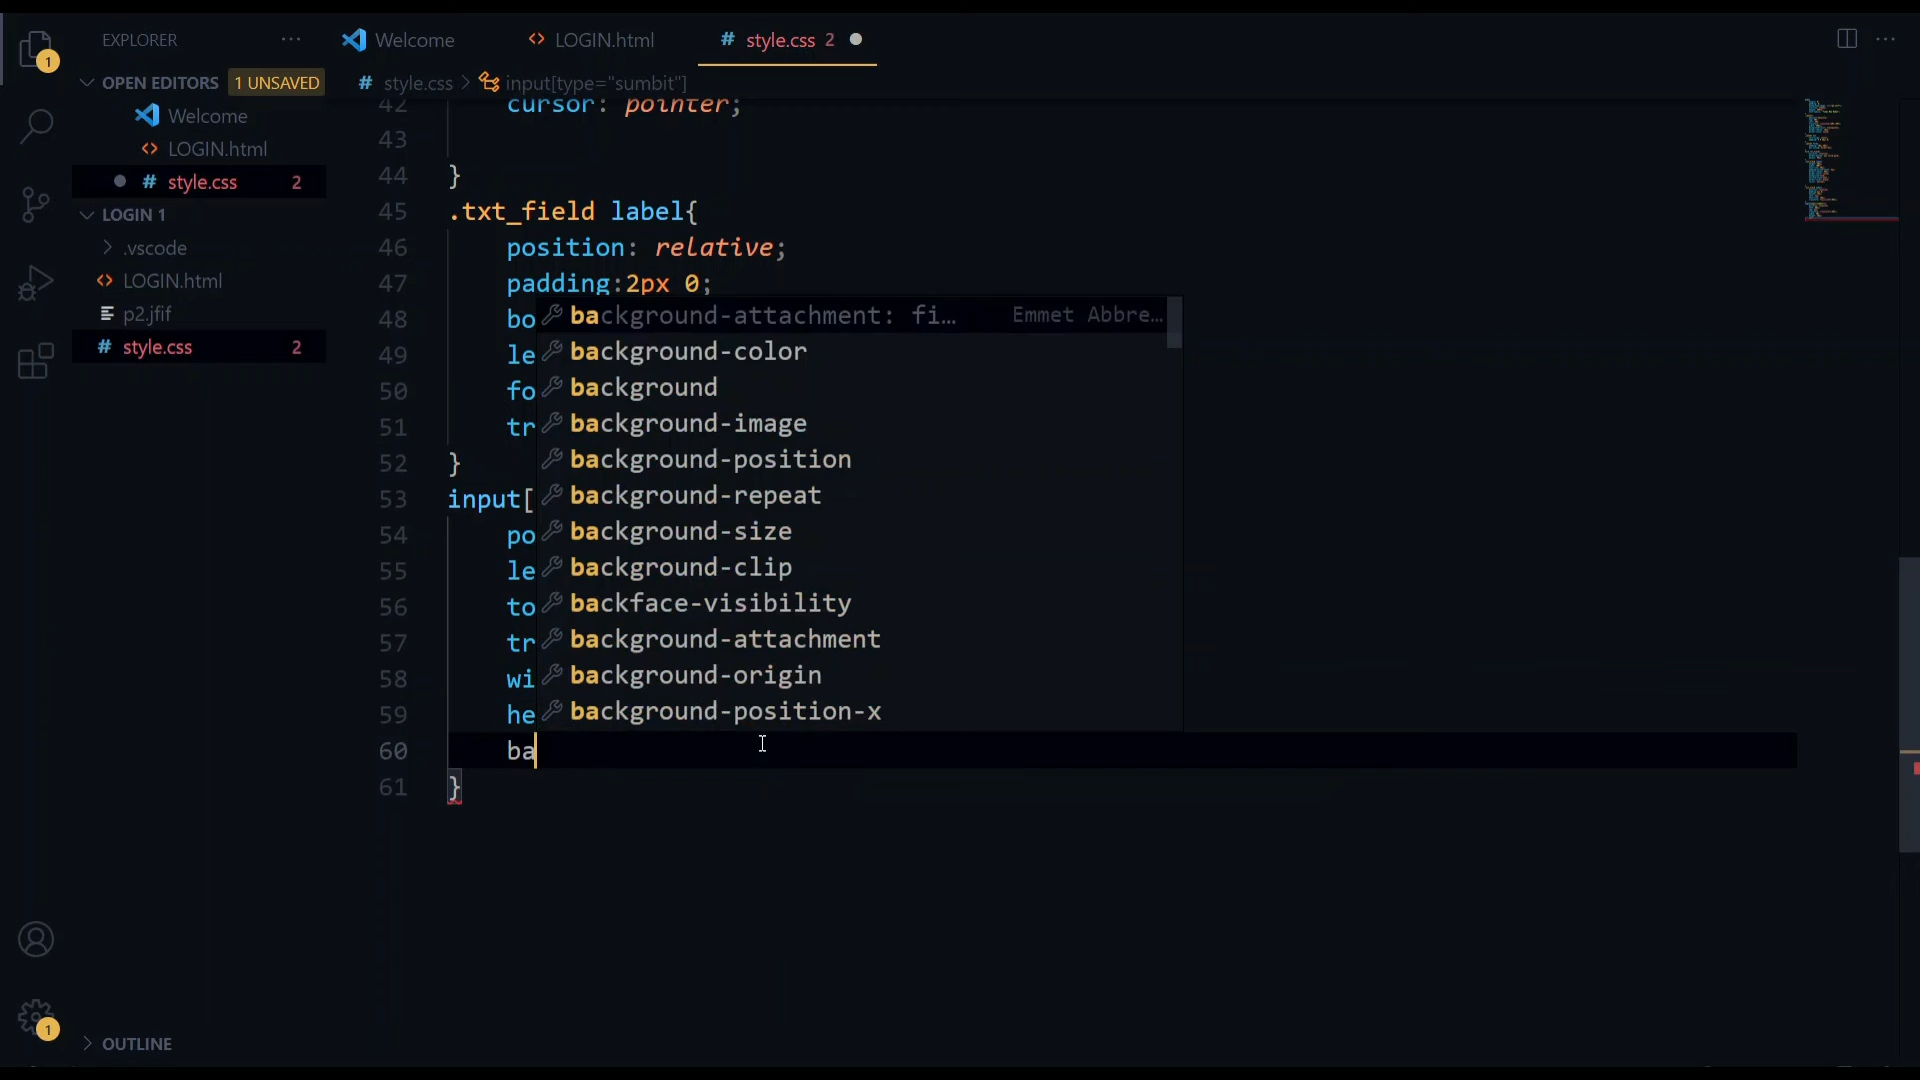 EXPLORER ...
Welcome
LOGIN.html
# style.css 2
OPEN EDITORS 1 UNSAVED
Welcome
LOGIN.html
# style.css 2
LOGIN 1
.vscode
LOGIN.html
p2.jfif
# style.css 2
OUTLINE
1
1
# style.css > input[type="sumbit"]
42 cursor: pointer;
43
44 }
45 .txt_field label{
46 position: relative;
47 padding:2px 0;
48 bo
49 le
50 fo
51 tr
52 }
53 input[
54 po
55 le
56 to
57 tr
58 wi
59 he
60 ba
61 }
background-attachment: fi… Emmet Abbre…
background-color
background
background-image
background-position
background-repeat
background-size
background-clip
backface-visibility
background-attachment
background-origin
background-position-x